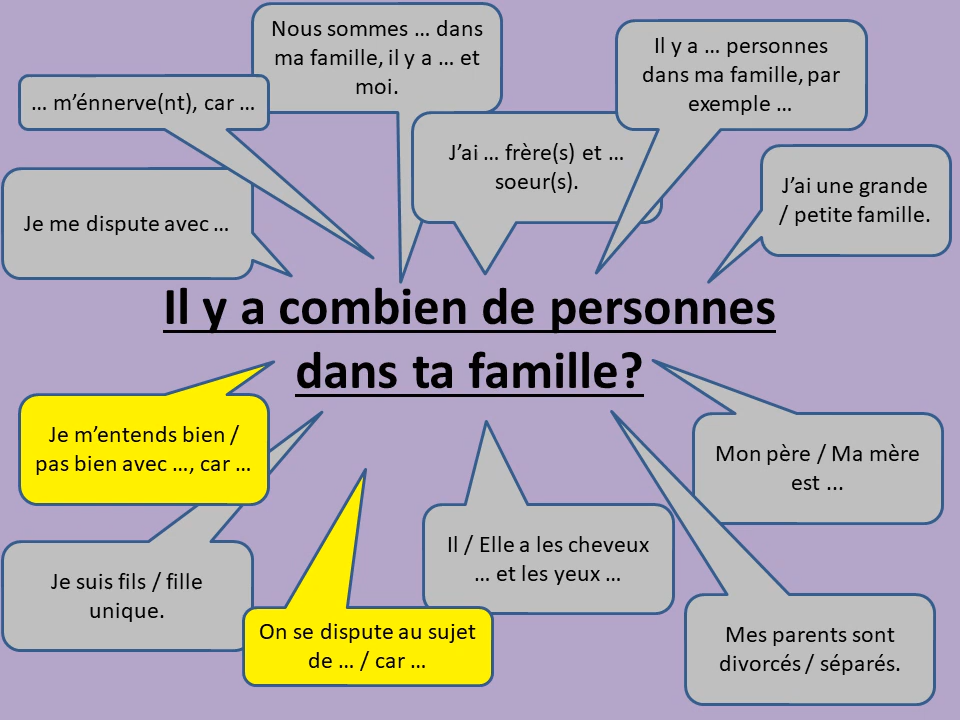 Nous sommes … dans
ma famille, il y a … et
moi.
Il y a … personnes
dans ma famille, par
exemple …
… m’énnerve(nt), car …
J’ai … frère(s) et …
soeur(s).
J’ai une grande
/ petite famille.
Je me dispute avec …
Il y a combien de personnes
dans ta famille?
Je m’entends bien /
pas bien avec …, car …
Mon père / Ma mère
est ...
Il / Elle a les cheveux
… et les yeux …
Je suis fils / fille
unique.
On se dispute au sujet
de … / car …
Mes parents sont
divorcés / séparés.